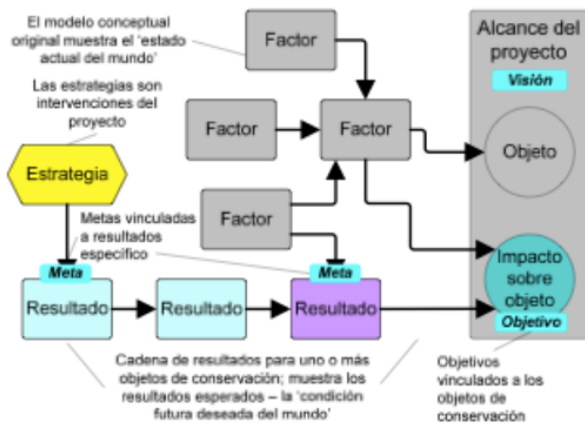 El modelo conceptual
original muestra el ‘estado
actual del mundo’
Factor
Alcance del
proyecto
Visión
Las estrategias son
intervenciones del
proyecto
Factor
Factor
Objeto
Estrategia
Factor
Metas vinculadas
a resultados
especifico
Meta
Meta
Impacto
sobre
objeto
Objetivo
Resultado
Resultado
Resultado
Cadena de resultados para uno o más
objetos de conservación; muestra los
resultados esperados – la ‘condición
futura deseada del mundo’
Objetivos
vinculados a los
objetos de
conservación